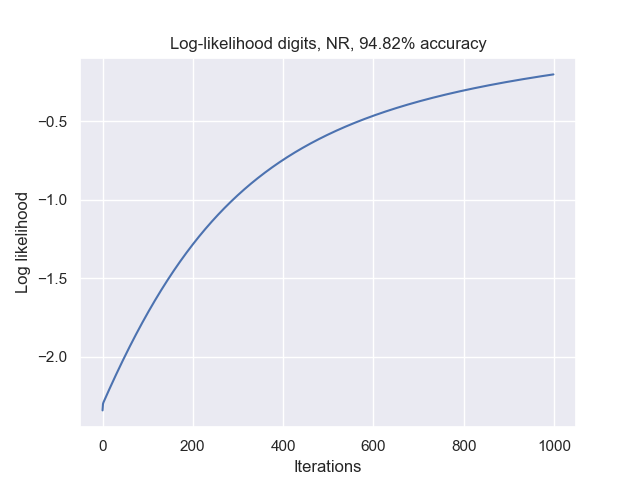 Log-likelihood digits, NR, 94.82% accuracy
Log likelihood
−0.5
−1.0
−1.5
−2.0
0 200 400 600 800 1000
Iterations